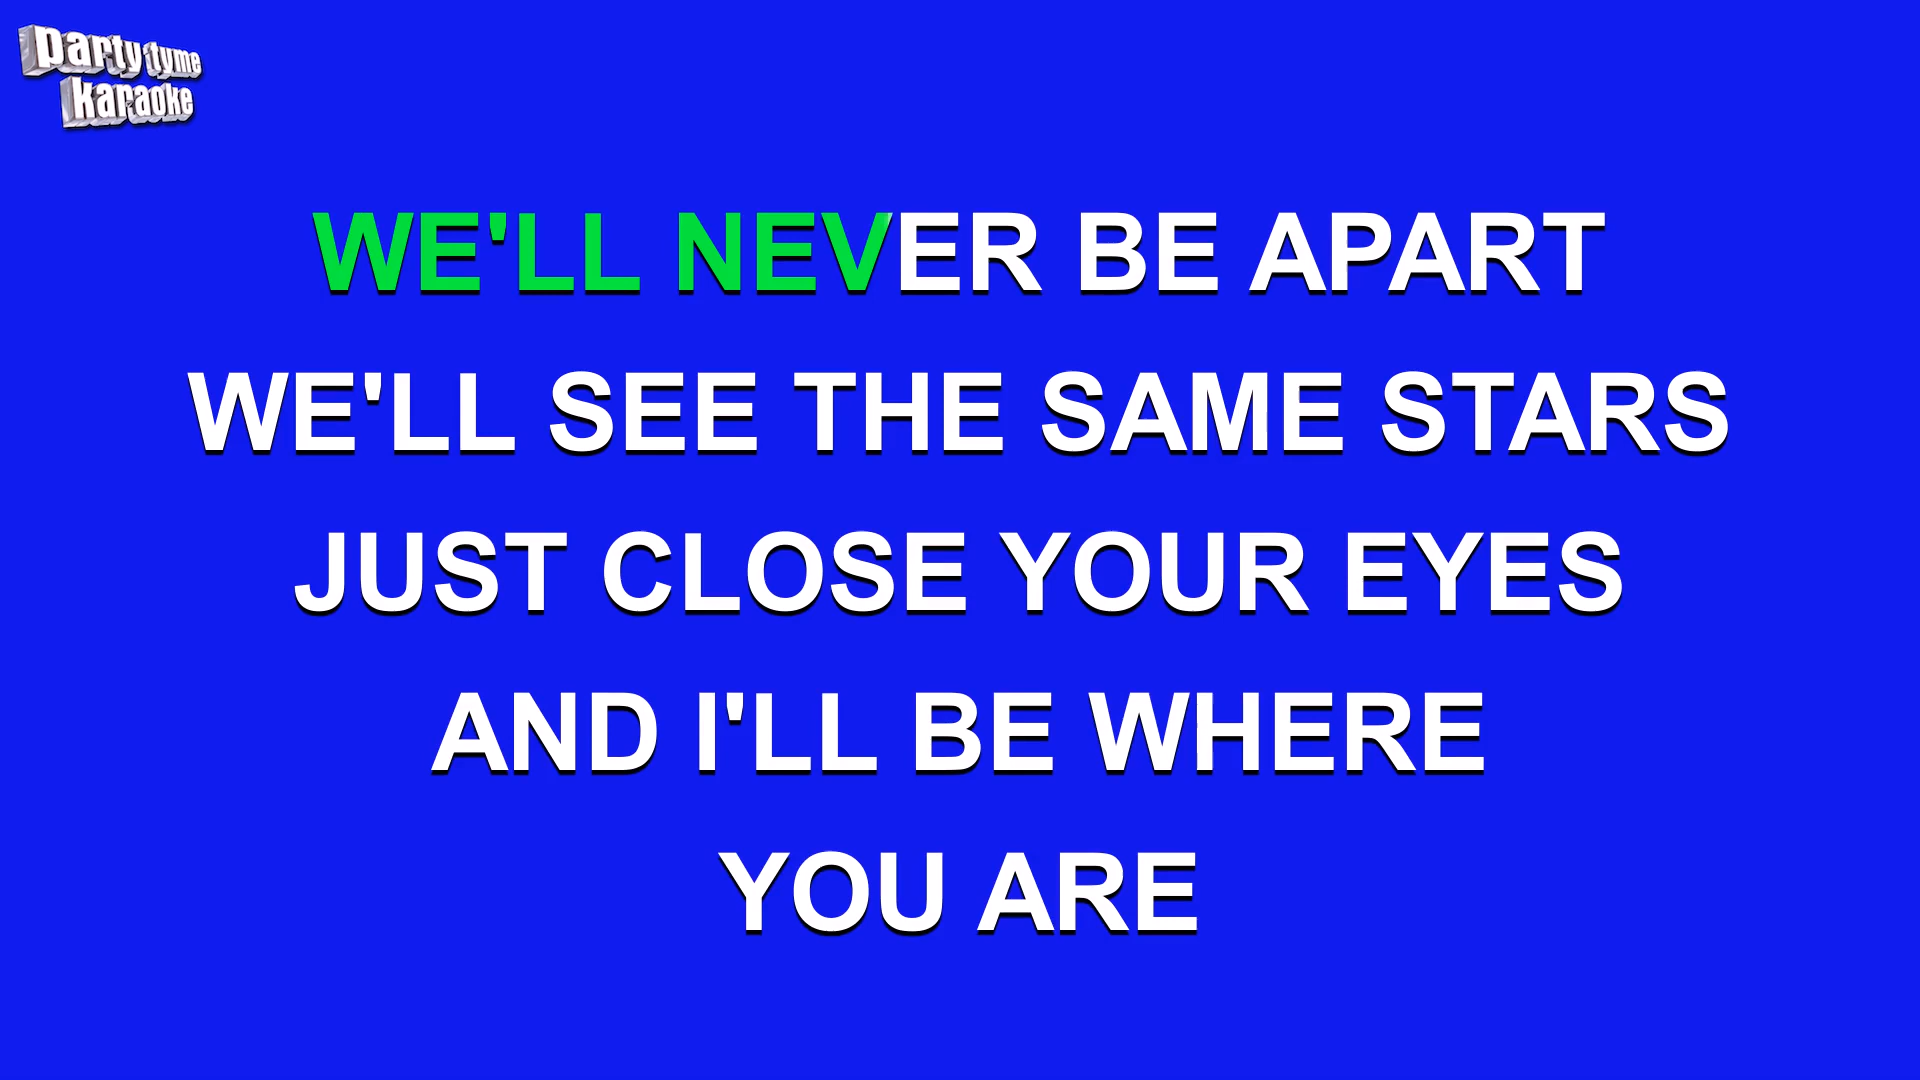 party tyme
karaoke
WE'LL NEVER BE APART
WE'LL SEE THE SAME STARS
JUST CLOSE YOUR EYES
AND I'LL BE WHERE
YOU ARE